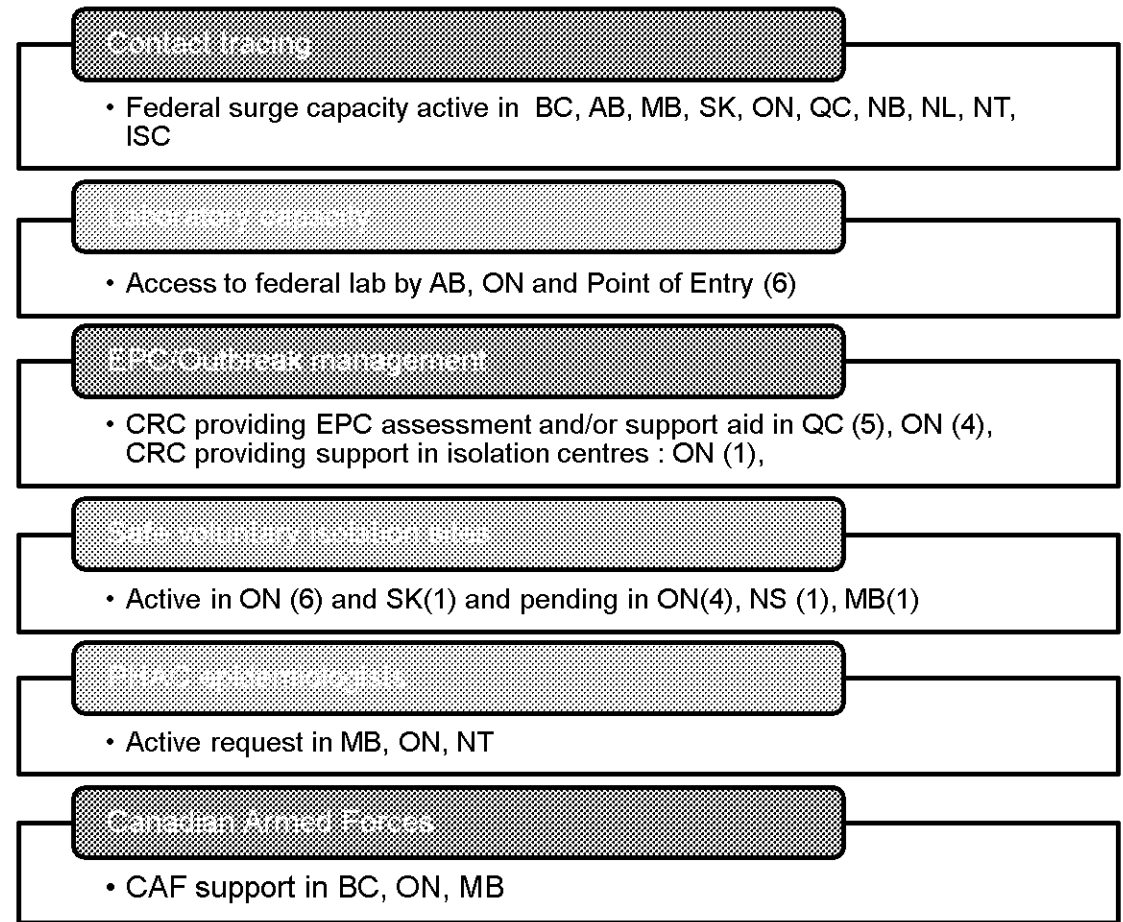 Contact tracing
• Federal surge capacity active in BC, AB, MB, SK, ON, QC, NB, NL, NT,
ISC
Laboratory capacity
• Access to federal lab by AB, ON and Point of Entry (6)
EPC/Outbreak management
• CRC providing EPC assessment and/or support aid in QC (5), ON (4),
CRC providing support in isolation centres : ON (1),
Safe voluntary isolation sites
• Active in ON (6) and SK(1) and pending in ON(4), NS (1), MB(1)
PHAC epidemiologists
• Active request in MB, ON, NT
Canadian Armed Forces
• CAF support in BC, ON, MB